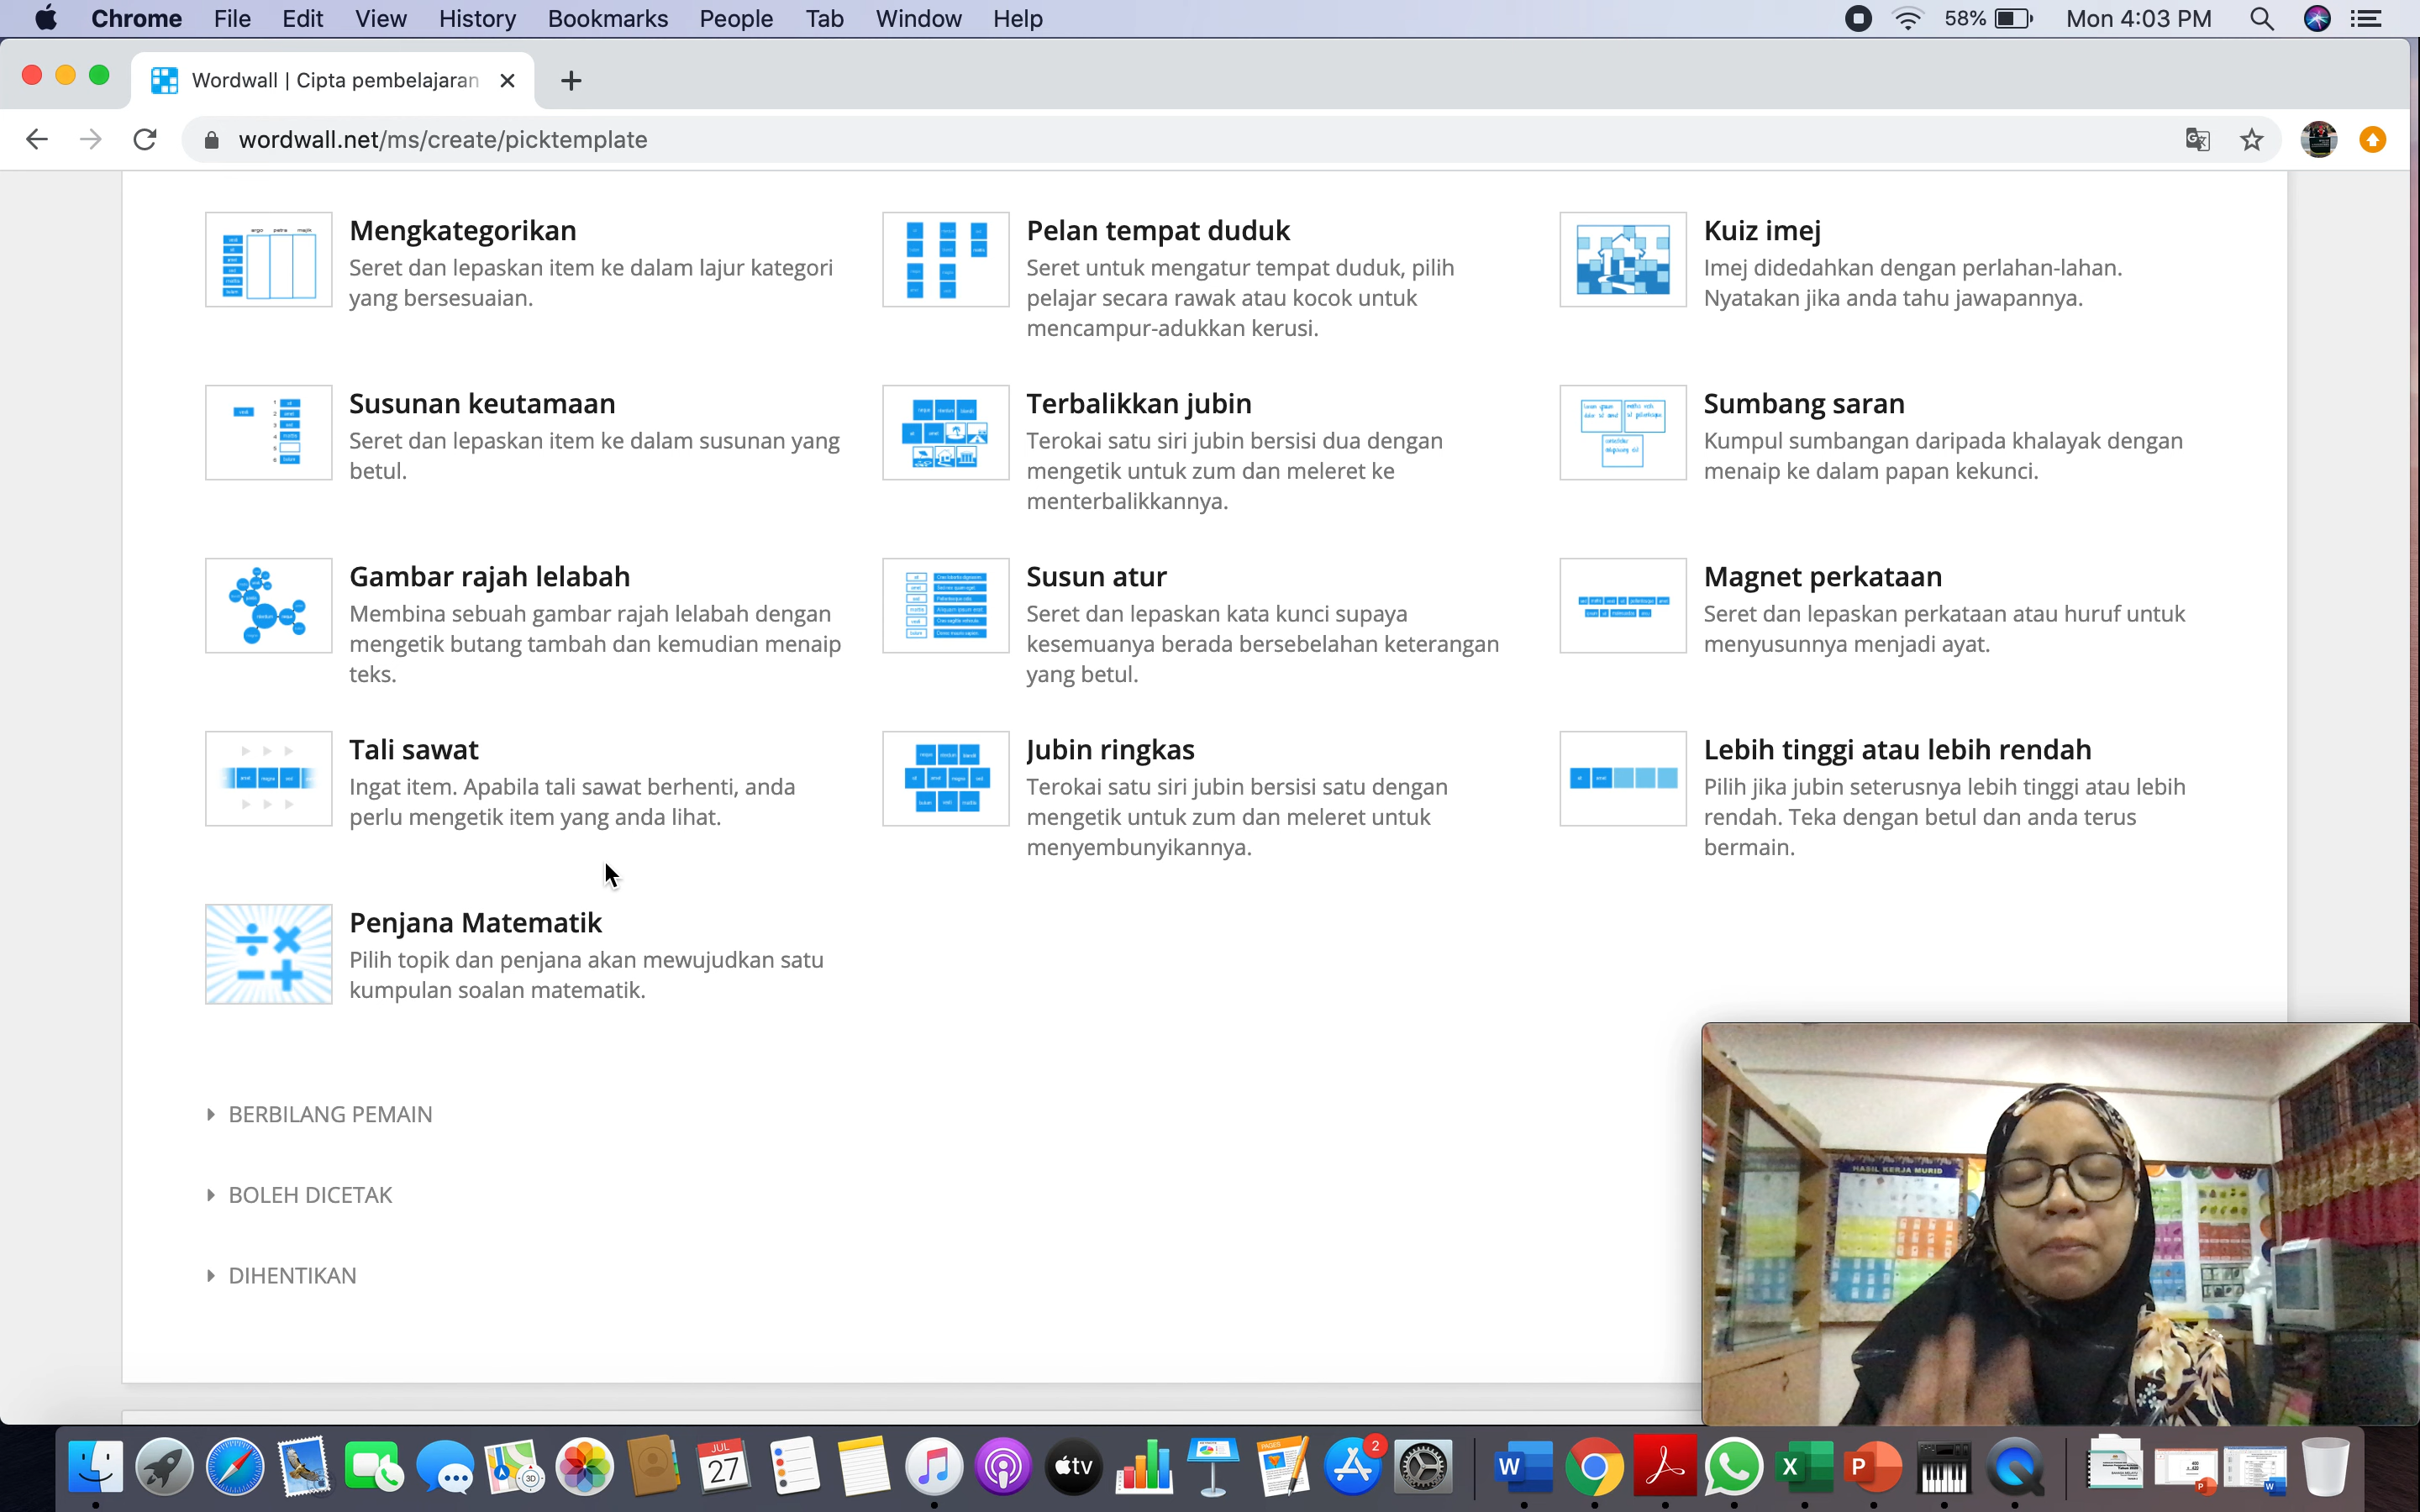 Chrome File Edit View History Bookmarks People Tab Window Help
58% Mon 4:03 PM
Wordwall | Cipta pembelajaran
wordwall.net/ms/create/picktemplate
Mengkategorikan
Seret dan lepaskan item ke dalam lajur kategori
yang bersesuaian.
Pelan tempat duduk
Seret untuk mengatur tempat duduk, pilih
pelajar secara rawak atau kocok untuk
mencampur-adukkan kerusi.
Kuiz imej
Imej didedahkan dengan perlahan-lahan.
Nyatakan jika anda tahu jawapannya.
Susunan keutamaan
Seret dan lepaskan item ke dalam susunan yang
betul.
Terbalikkan jubin
Terokai satu siri jubin bersisi dua dengan
mengetik untuk zum dan meleret ke
menterbalikkannya.
Sumbang saran
Kumpul sumbangan daripada khalayak dengan
menaip ke dalam papan kekunci.
Gambar rajah lelabah
Membina sebuah gambar rajah lelabah dengan
mengetik butang tambah dan kemudian menaip
teks.
Susun atur
Seret dan lepaskan kata kunci supaya
kesemuanya berada bersebelahan keterangan
yang betul.
Magnet perkataan
Seret dan lepaskan perkataan atau huruf untuk
menyusunnya menjadi ayat.
Tali sawat
Ingat item. Apabila tali sawat berhenti, anda
perlu mengetik item yang anda lihat.
Jubin ringkas
Terokai satu siri jubin bersisi satu dengan
mengetik untuk zum dan meleret untuk
menyembunyikannya.
Lebih tinggi atau lebih rendah
Pilih jika jubin seterusnya lebih tinggi atau lebih
rendah. Teka dengan betul dan anda terus
bermain.
Penjana Matematik
Pilih topik dan penjana akan mewujudkan satu
kumpulan soalan matematik.
BERBILANG PEMAIN
BOLEH DICETAK
DIHENTIKAN
HASIL KERJA MURID
JUL
27
3D
tv
PAGES
2
W
X
P